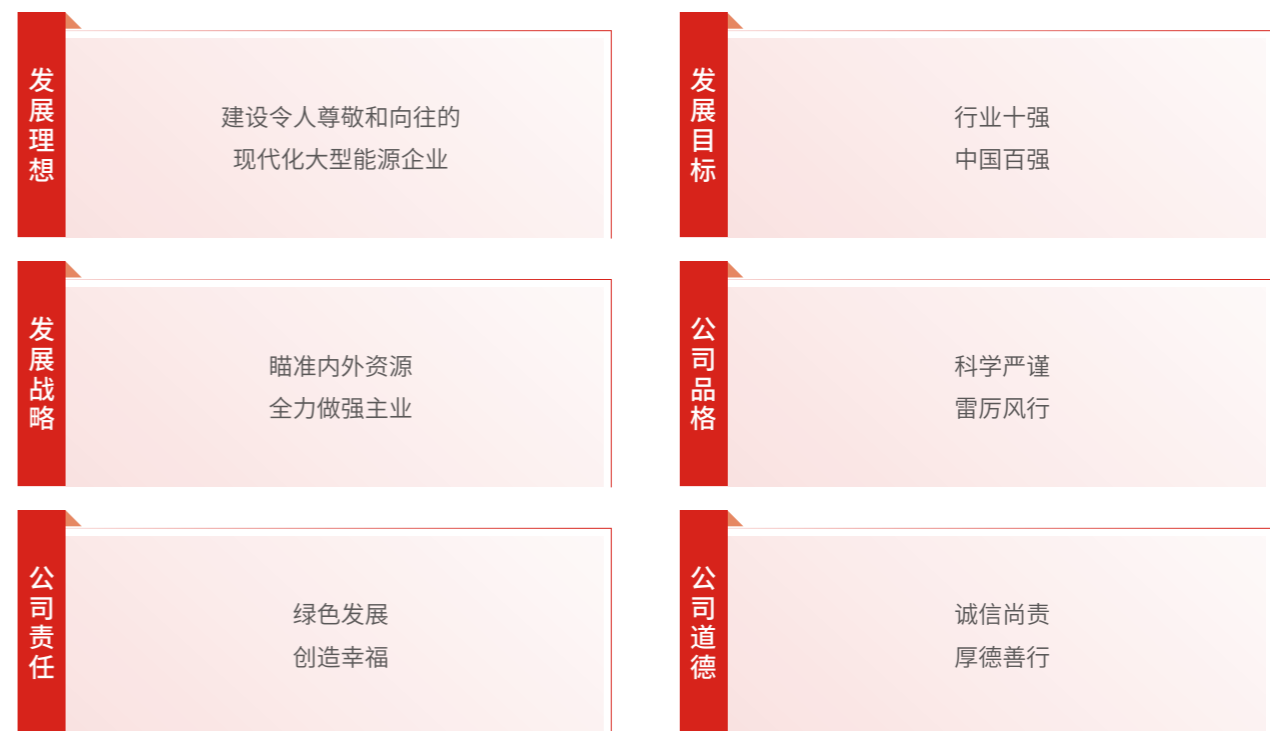 发展理想
建设令人尊敬和向往的
现代化大型能源企业
发展目标
行业十强
中国百强
发展战略
瞄准内外资源
全力做强主业
公司品格
科学严谨
雷厉风行
公司责任
绿色发展
创造幸福
公司道德
诚信尚责
厚德善行